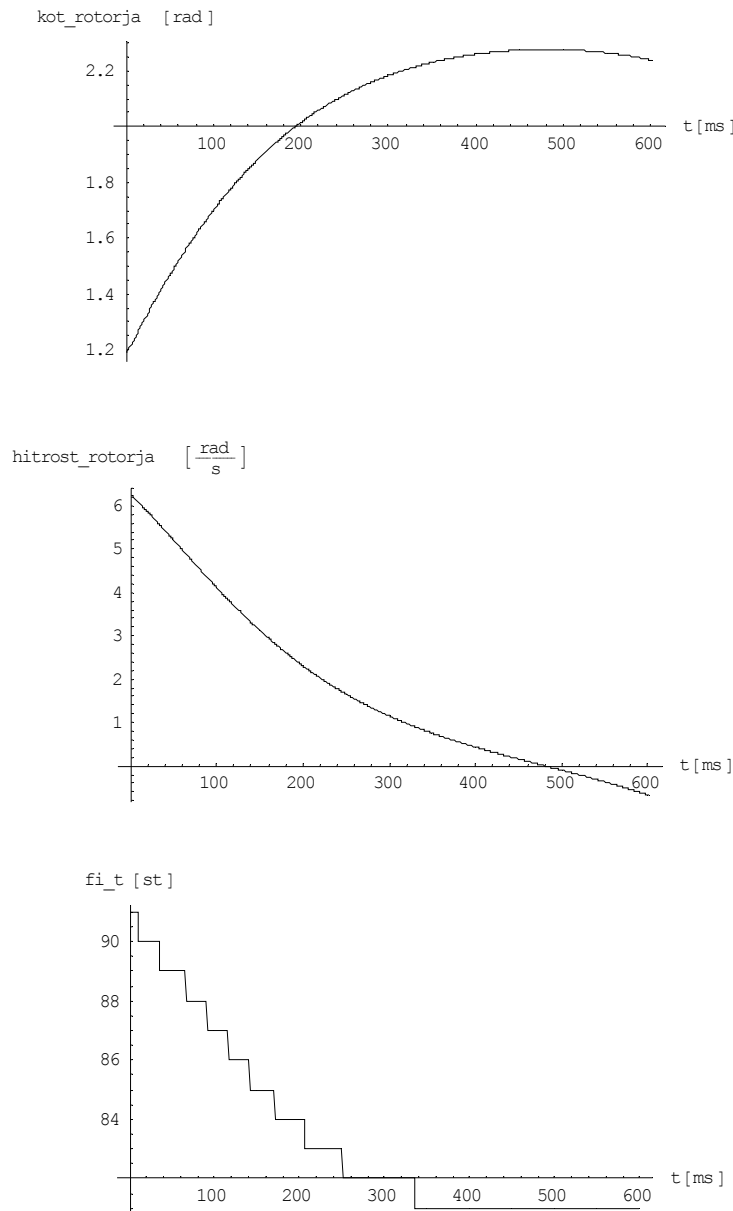 kot_rotorja [rad]
2.2
t[ms]
100 200 300 400 500 600
1.8
1.6
1.4
1.2
hitrost_rotorja [rad/s]
6
5
4
3
2
1
t[ms]
100 200 300 400 500 600
fi_t [st]
90
88
86
84
t[ms]
100 200 300 400 500 600